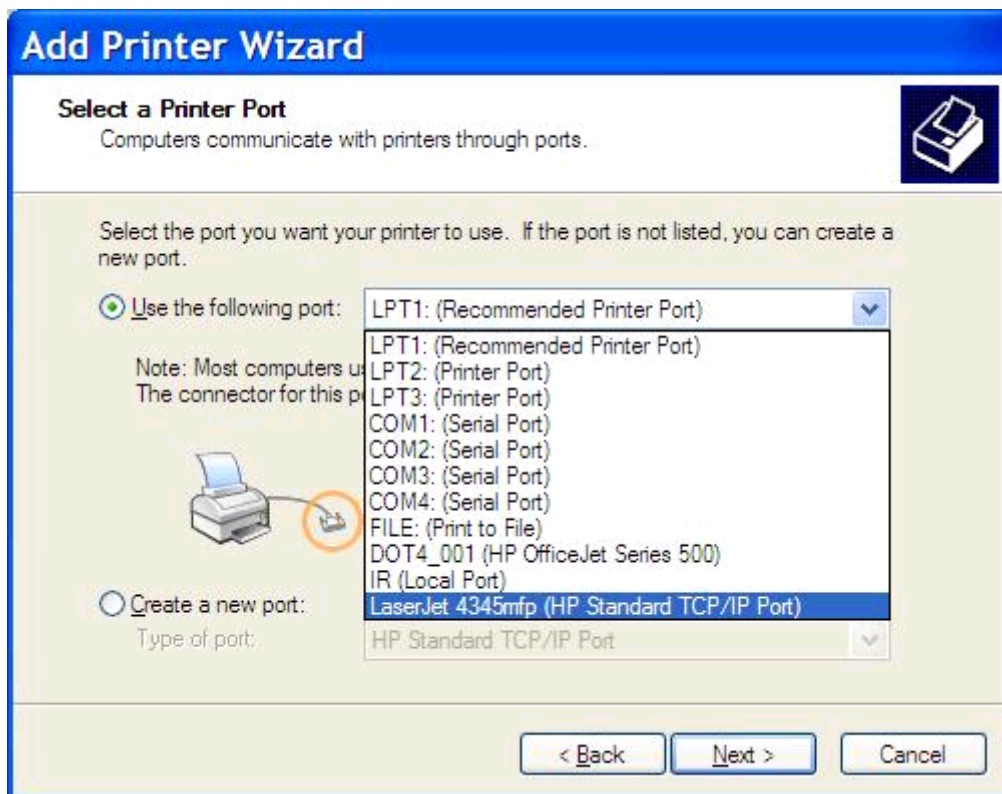 Add Printer Wizard
Select a Printer Port
Computers communicate with printers through ports.
Select the port you want your printer to use. If the port is not listed, you can create a
new port.
Use the following port:
LPT1: (Recommended Printer Port)
LPT1: (Recommended Printer Port)
LPT2: (Printer Port)
LPT3: (Printer Port)
COM1: (Serial Port)
COM2: (Serial Port)
COM3: (Serial Port)
COM4: (Serial Port)
FILE: (Print to File)
DOT4_001 (HP OfficeJet Series 500)
IR (Local Port)
LaserJet 4345mfp (HP Standard TCP/IP Port)
Note: Most computers
The connector for this
Create a new port:
Type of port:
HP Standard TCP/IP Port
< Back
Next >
Cancel